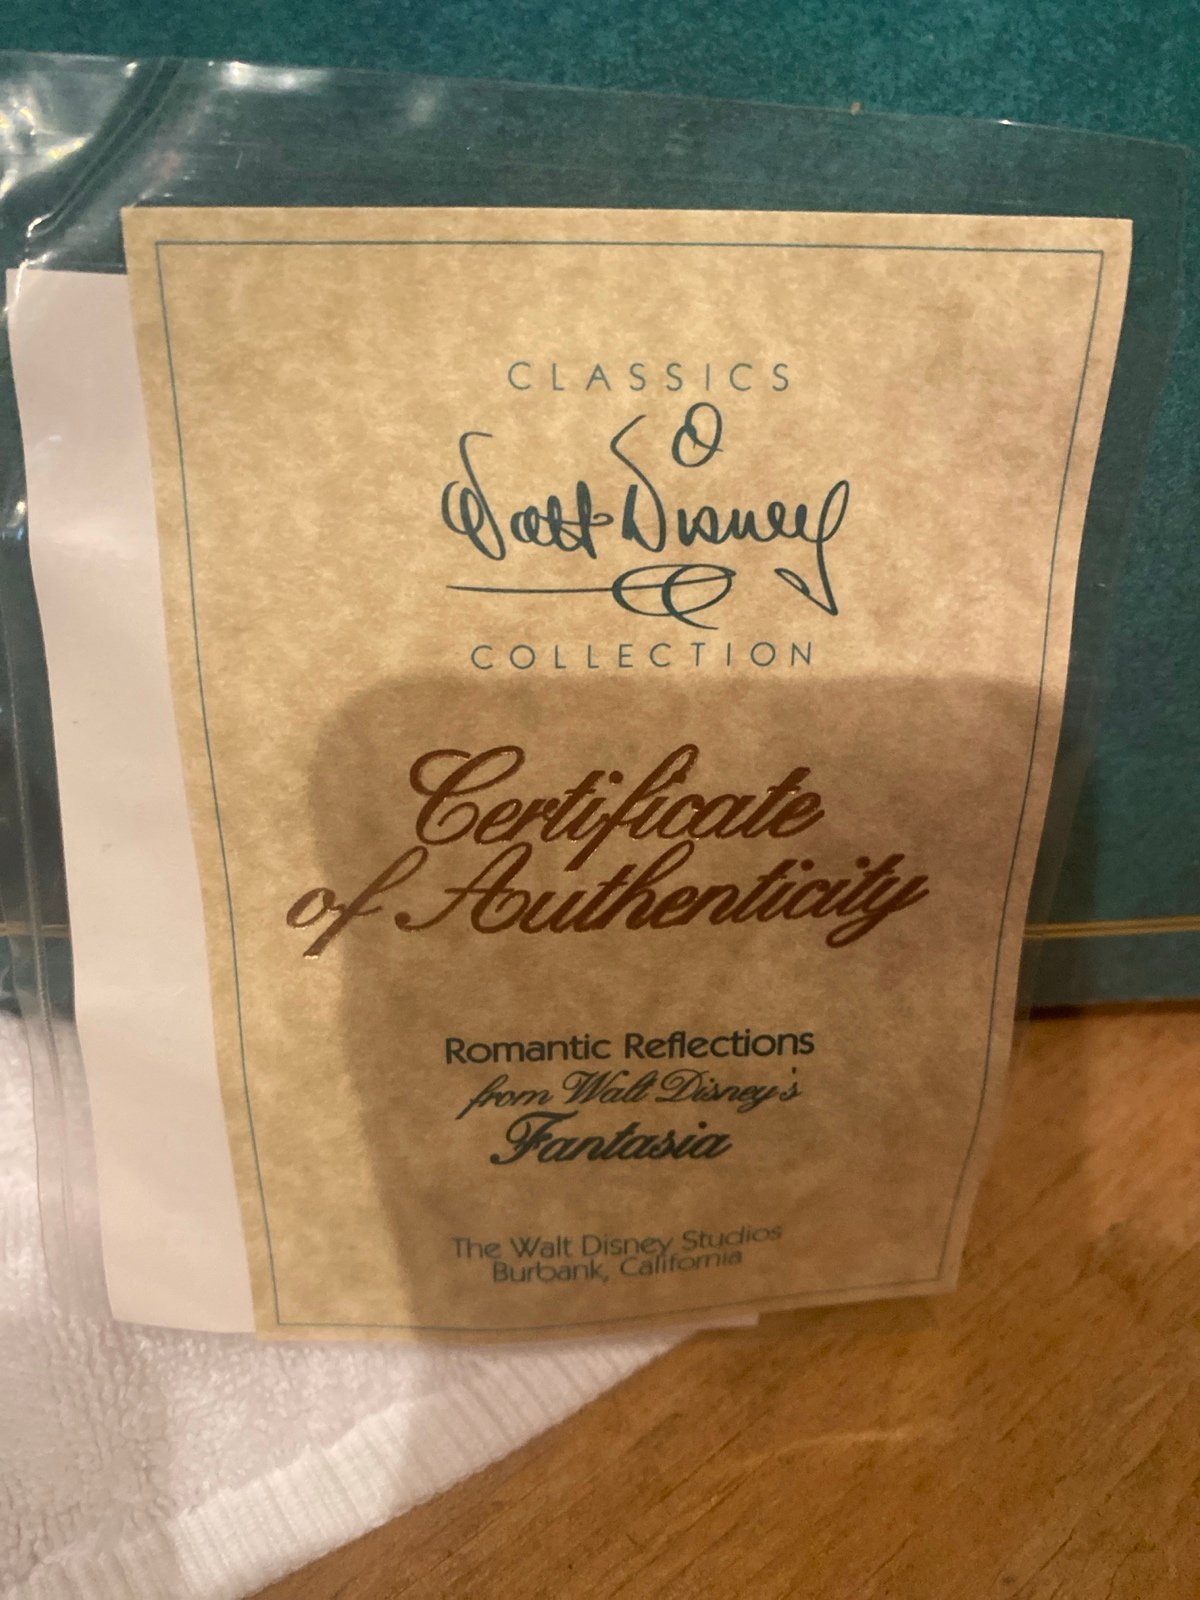 CLASSICS
Walt Disney
COLLECTION
Certificate
of Authenticity
Romantic Reflections
from Walt Disney's
Fantasia
The Walt Disney Studios
Burbank, California